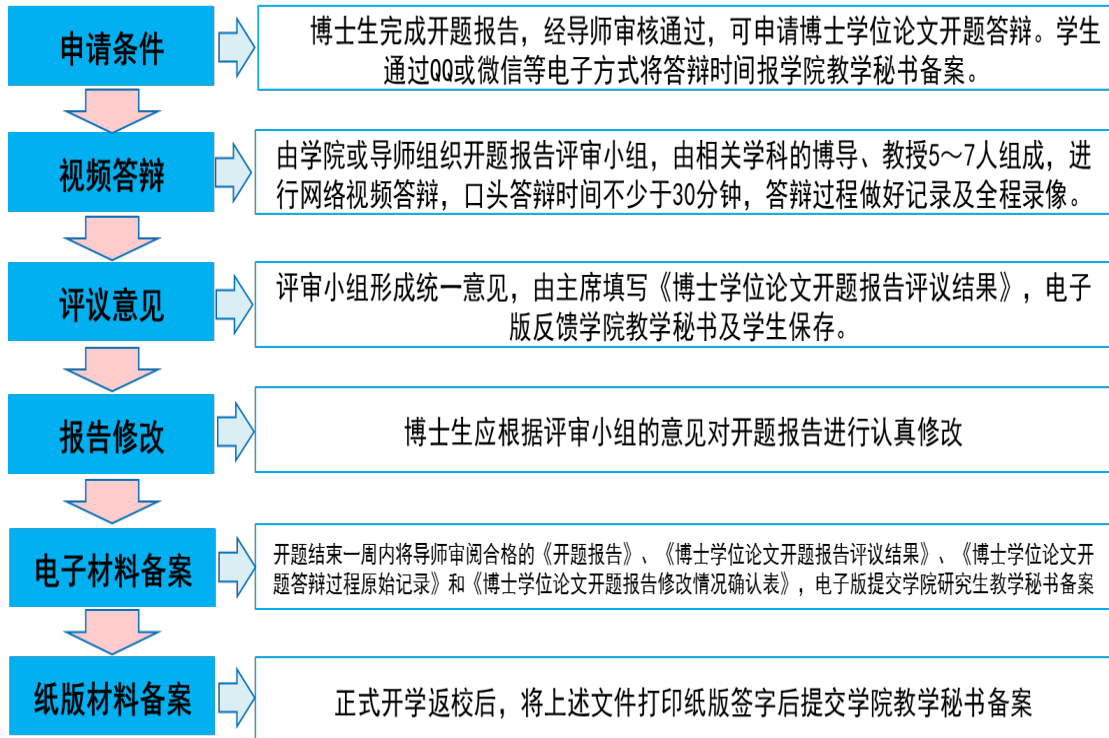 申请条件
博士生完成开题报告，经导师审核通过，可申请博士学位论文开题答辩。学生
通过QQ或微信等电子方式将答辩时间报学院教学秘书备案。
视频答辩
由学院或导师组织开题报告评审小组，由相关学科的博导、教授5～7人组成，进
行网络视频答辩，口头答辩时间不少于30分钟，答辩过程做好记录及全程录像。
评议意见
评审小组形成统一意见，由主席填写《博士学位论文开题报告评议结果》，电子
版反馈学院教学秘书及学生保存。
报告修改
博士生应根据评审小组的意见对开题报告进行认真修改
电子材料备案
开题结束一周内将导师审阅合格的《开题报告》、《博士学位论文开题报告评议结果》、《博士学位论文开
题答辩过程原始记录》和《博士学位论文开题报告修改情况确认表》，电子版提交学院研究生教学秘书备案
纸版材料备案
正式开学返校后，将上述文件打印纸版签字后提交学院教学秘书备案